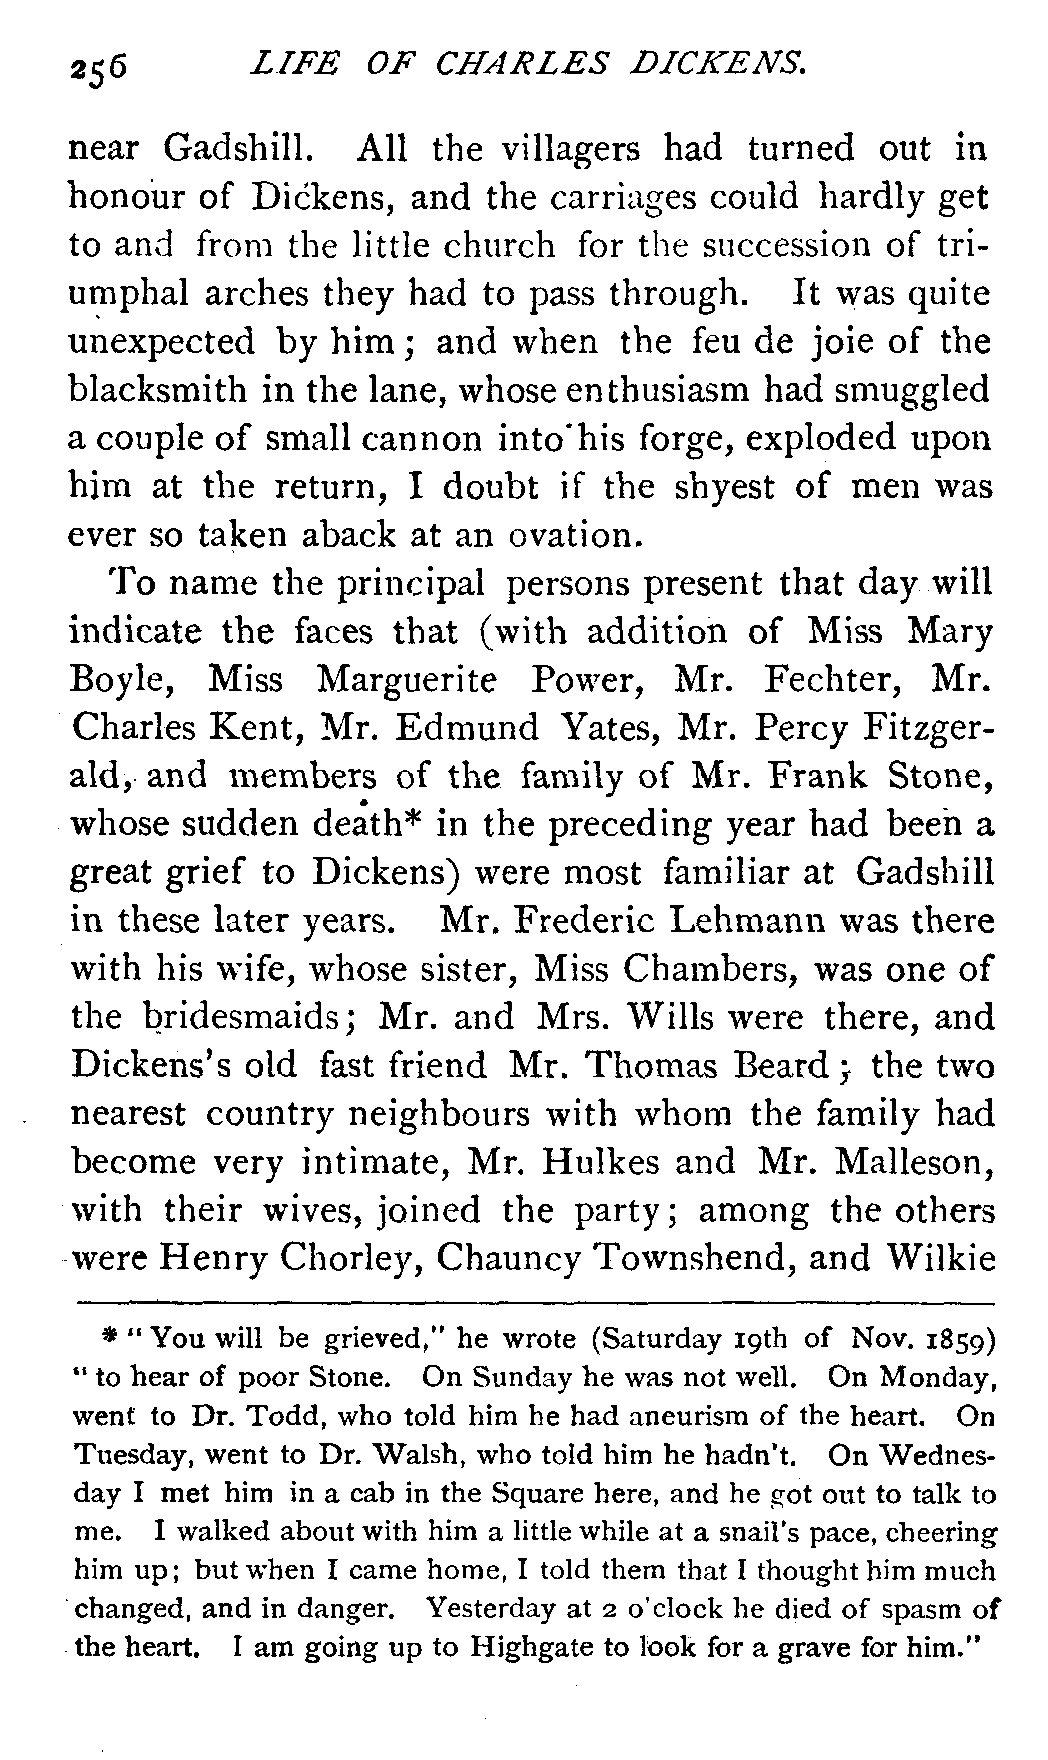 256 LIFE OF CHARLES DICKENS.
near Gadshill. All the villagers had turned out in
honour of Dickens, and the carriages could hardly get
to and from the little church for the succession of tri-
umphal arches they had to pass through. It was quite
unexpected by him; and when the feu de joie of the
blacksmith in the lane, whose enthusiasm had smuggled
a couple of small cannon into his forge, exploded upon
him at the return, I doubt if the shyest of men was
ever so taken aback at an ovation.
To name the principal persons present that day will
indicate the faces that (with addition of Miss Mary
Boyle, Miss Marguerite Power, Mr. Fechter, Mr.
Charles Kent, Mr. Edmund Yates, Mr. Percy Fitzger-
ald, and members of the family of Mr. Frank Stone,
whose sudden death* in the preceding year had been a
great grief to Dickens) were most familiar at Gadshill
in these later years. Mr. Frederic Lehmann was there
with his wife, whose sister, Miss Chambers, was one of
the bridesmaids; Mr. and Mrs. Wills were there, and
Dickens's old fast friend Mr. Thomas Beard; the two
nearest country neighbours with whom the family had
become very intimate, Mr. Hulkes and Mr. Malleson,
with their wives, joined the party; among the others
were Henry Chorley, Chauncy Townshend, and Wilkie
* "You will be grieved," he wrote (Saturday 19th of Nov. 1859)
"to hear of poor Stone. On Sunday he was not well. On Monday,
went to Dr. Todd, who told him he had aneurism of the heart. On
Tuesday, went to Dr. Walsh, who told him he hadn't. On Wednes-
day I met him in a cab in the Square here, and he got out to talk to
me. I walked about with him a little while at a snail's pace, cheering
him up; but when I came home, I told them that I thought him much
changed, and in danger. Yesterday at 2 o'clock he died of spasm of
the heart. I am going up to Highgate to look for a grave for him."